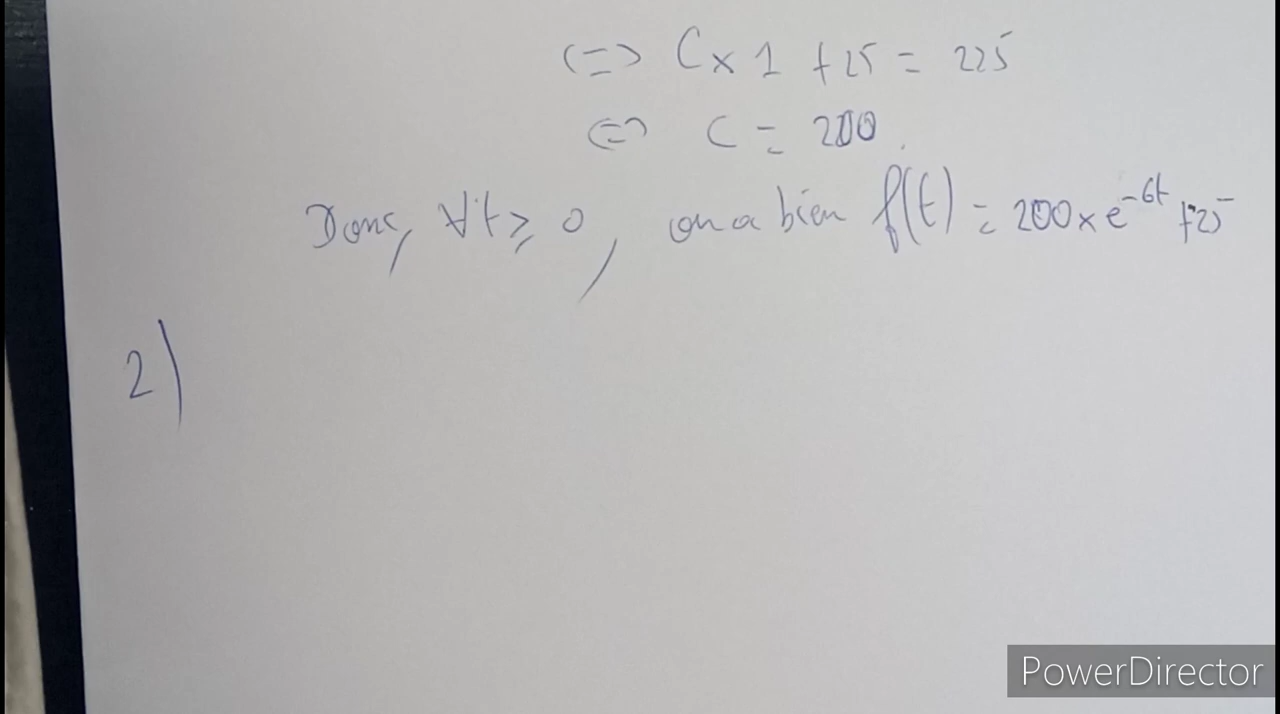 (=) C x 1 + 25 = 225
(=) C = 200.
Donc, ∀t ≥ 0, on a bien f(t) = 200 x e^-6t + 25
2)
PowerDirector